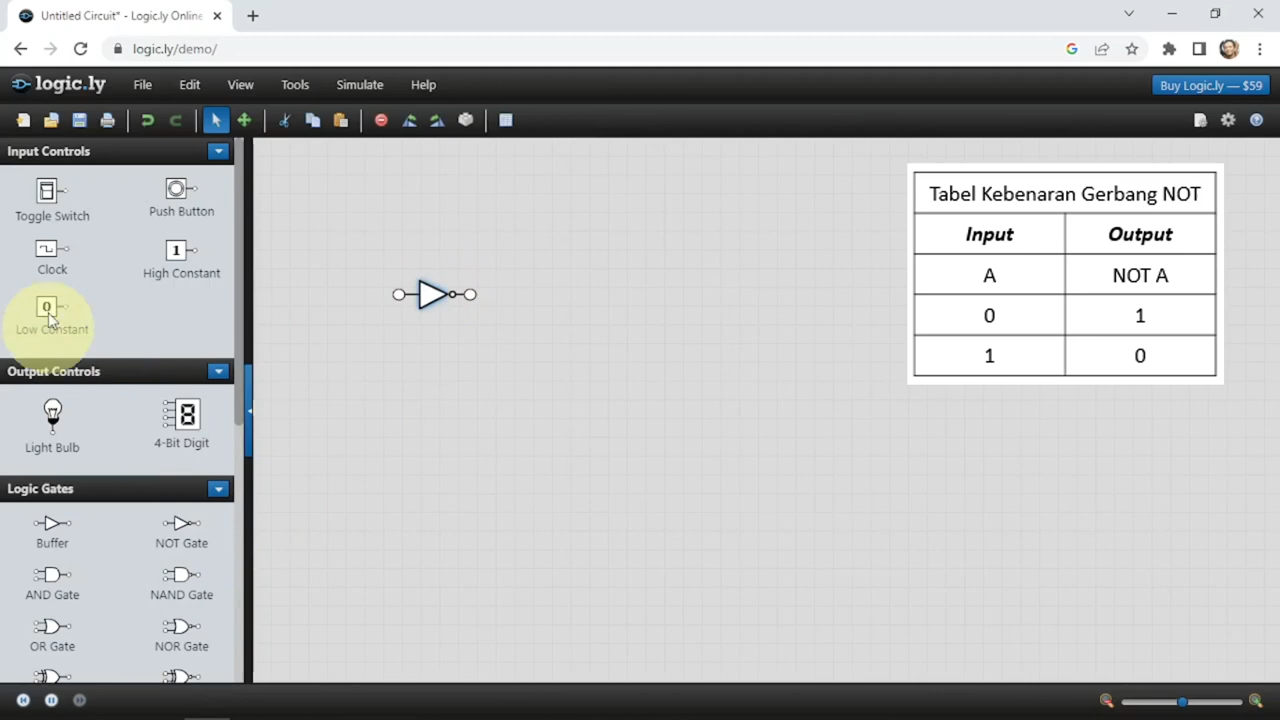 Untitled Circuit* - Logic.ly Online
logic.ly/demo/
logic.ly File Edit View Tools Simulate Help Buy Logic.ly — $59
Input Controls
Toggle Switch Push Button
Clock High Constant
1
0
Low Constant
Output Controls
8
Light Bulb 4-Bit Digit
Logic Gates
Buffer NOT Gate
AND Gate NAND Gate
OR Gate NOR Gate
Tabel Kebenaran Gerbang NOT
Input Output
A NOT A
0 1
1 0